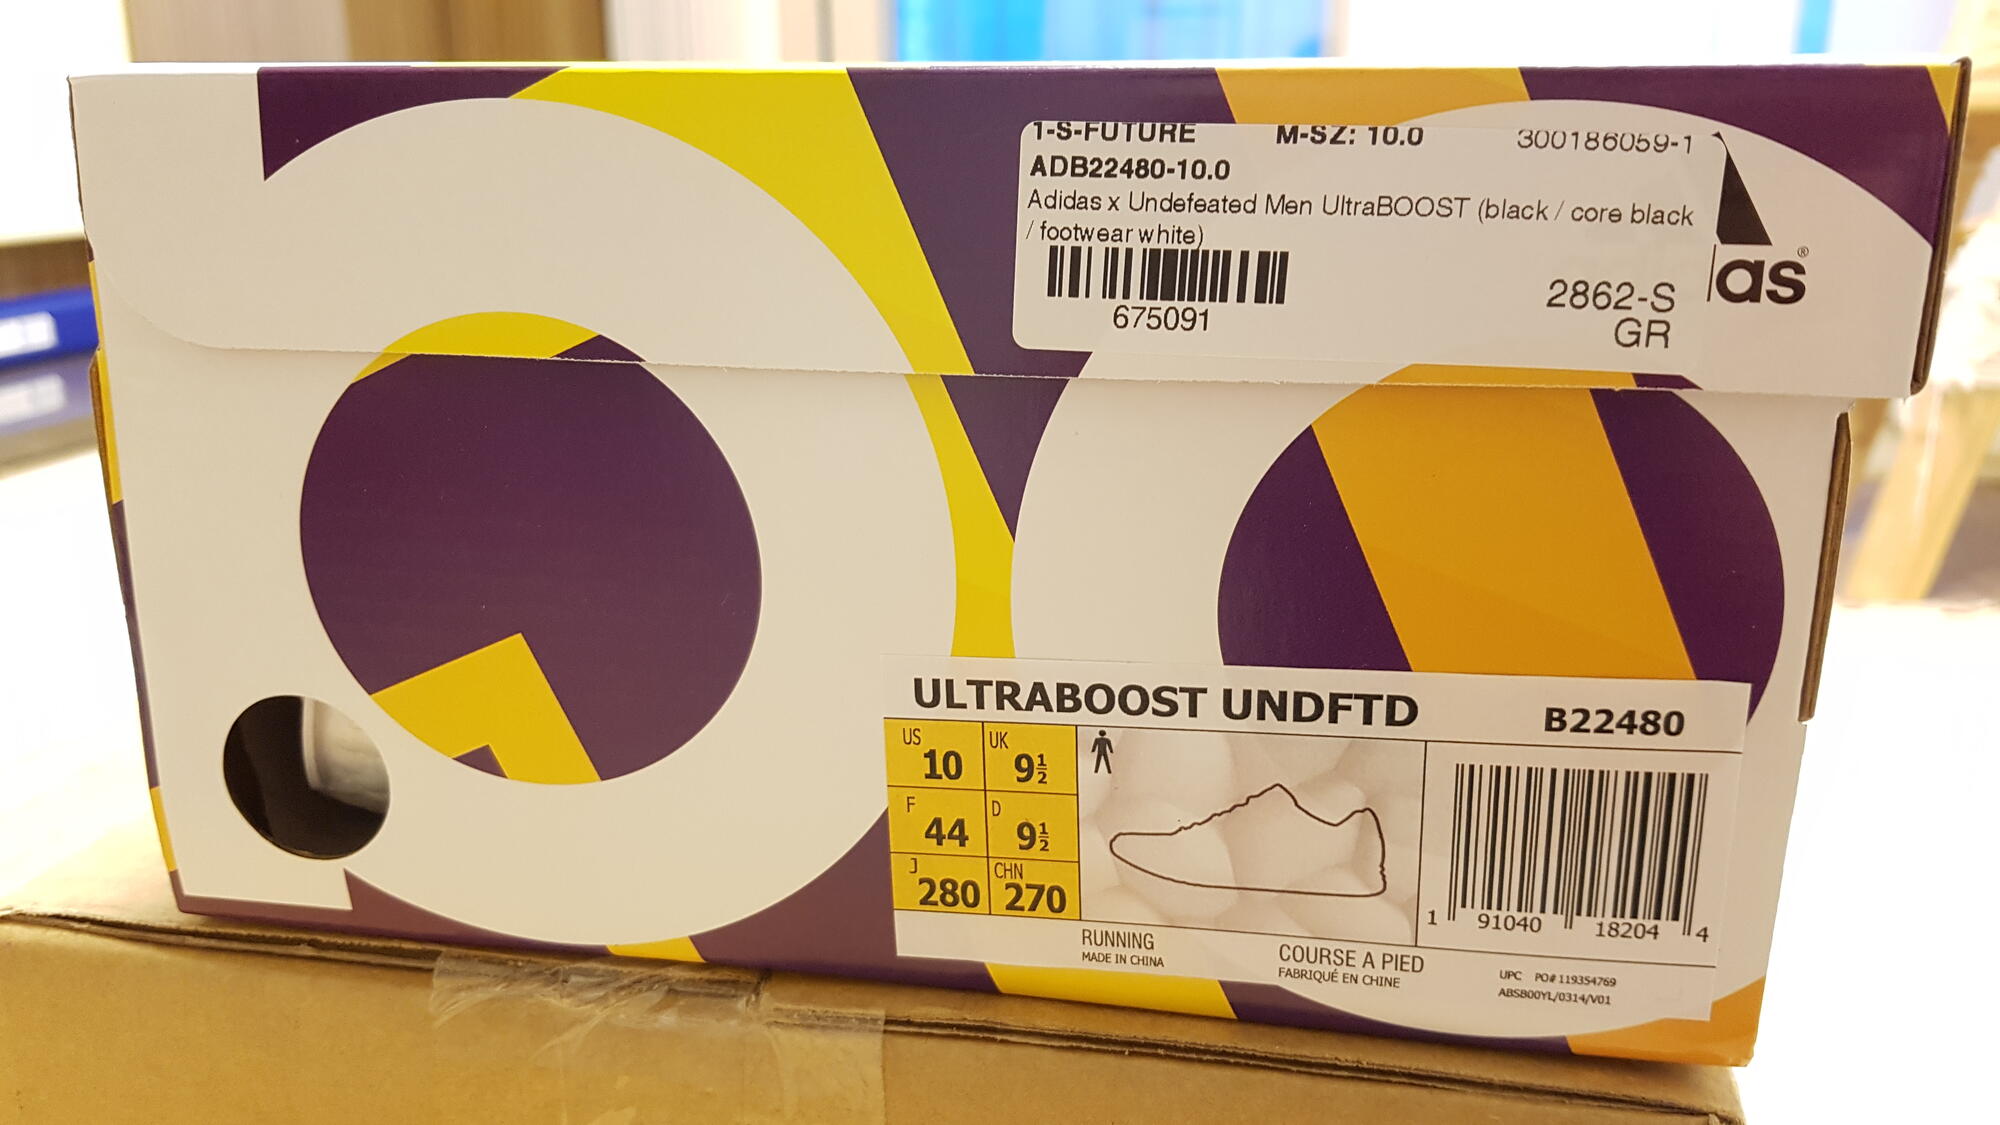 1-S-FUTURE M-SZ: 10.0 300186059-1
ADB22480-10.0
Adidas x Undefeated Men UltraBOOST (black / core black
/ footwear white)
675091
2862-S
GR
as®
ULTRABOOST UNDFTD B22480
US 10 UK 9½
F 44 D 9½
J 280 CHN 270
1 91040 18204 4
RUNNING
MADE IN CHINA
COURSE A PIED
FABRIQUÉ EN CHINE
UPC PO# 119354769
ABSB00YL/0314/V01